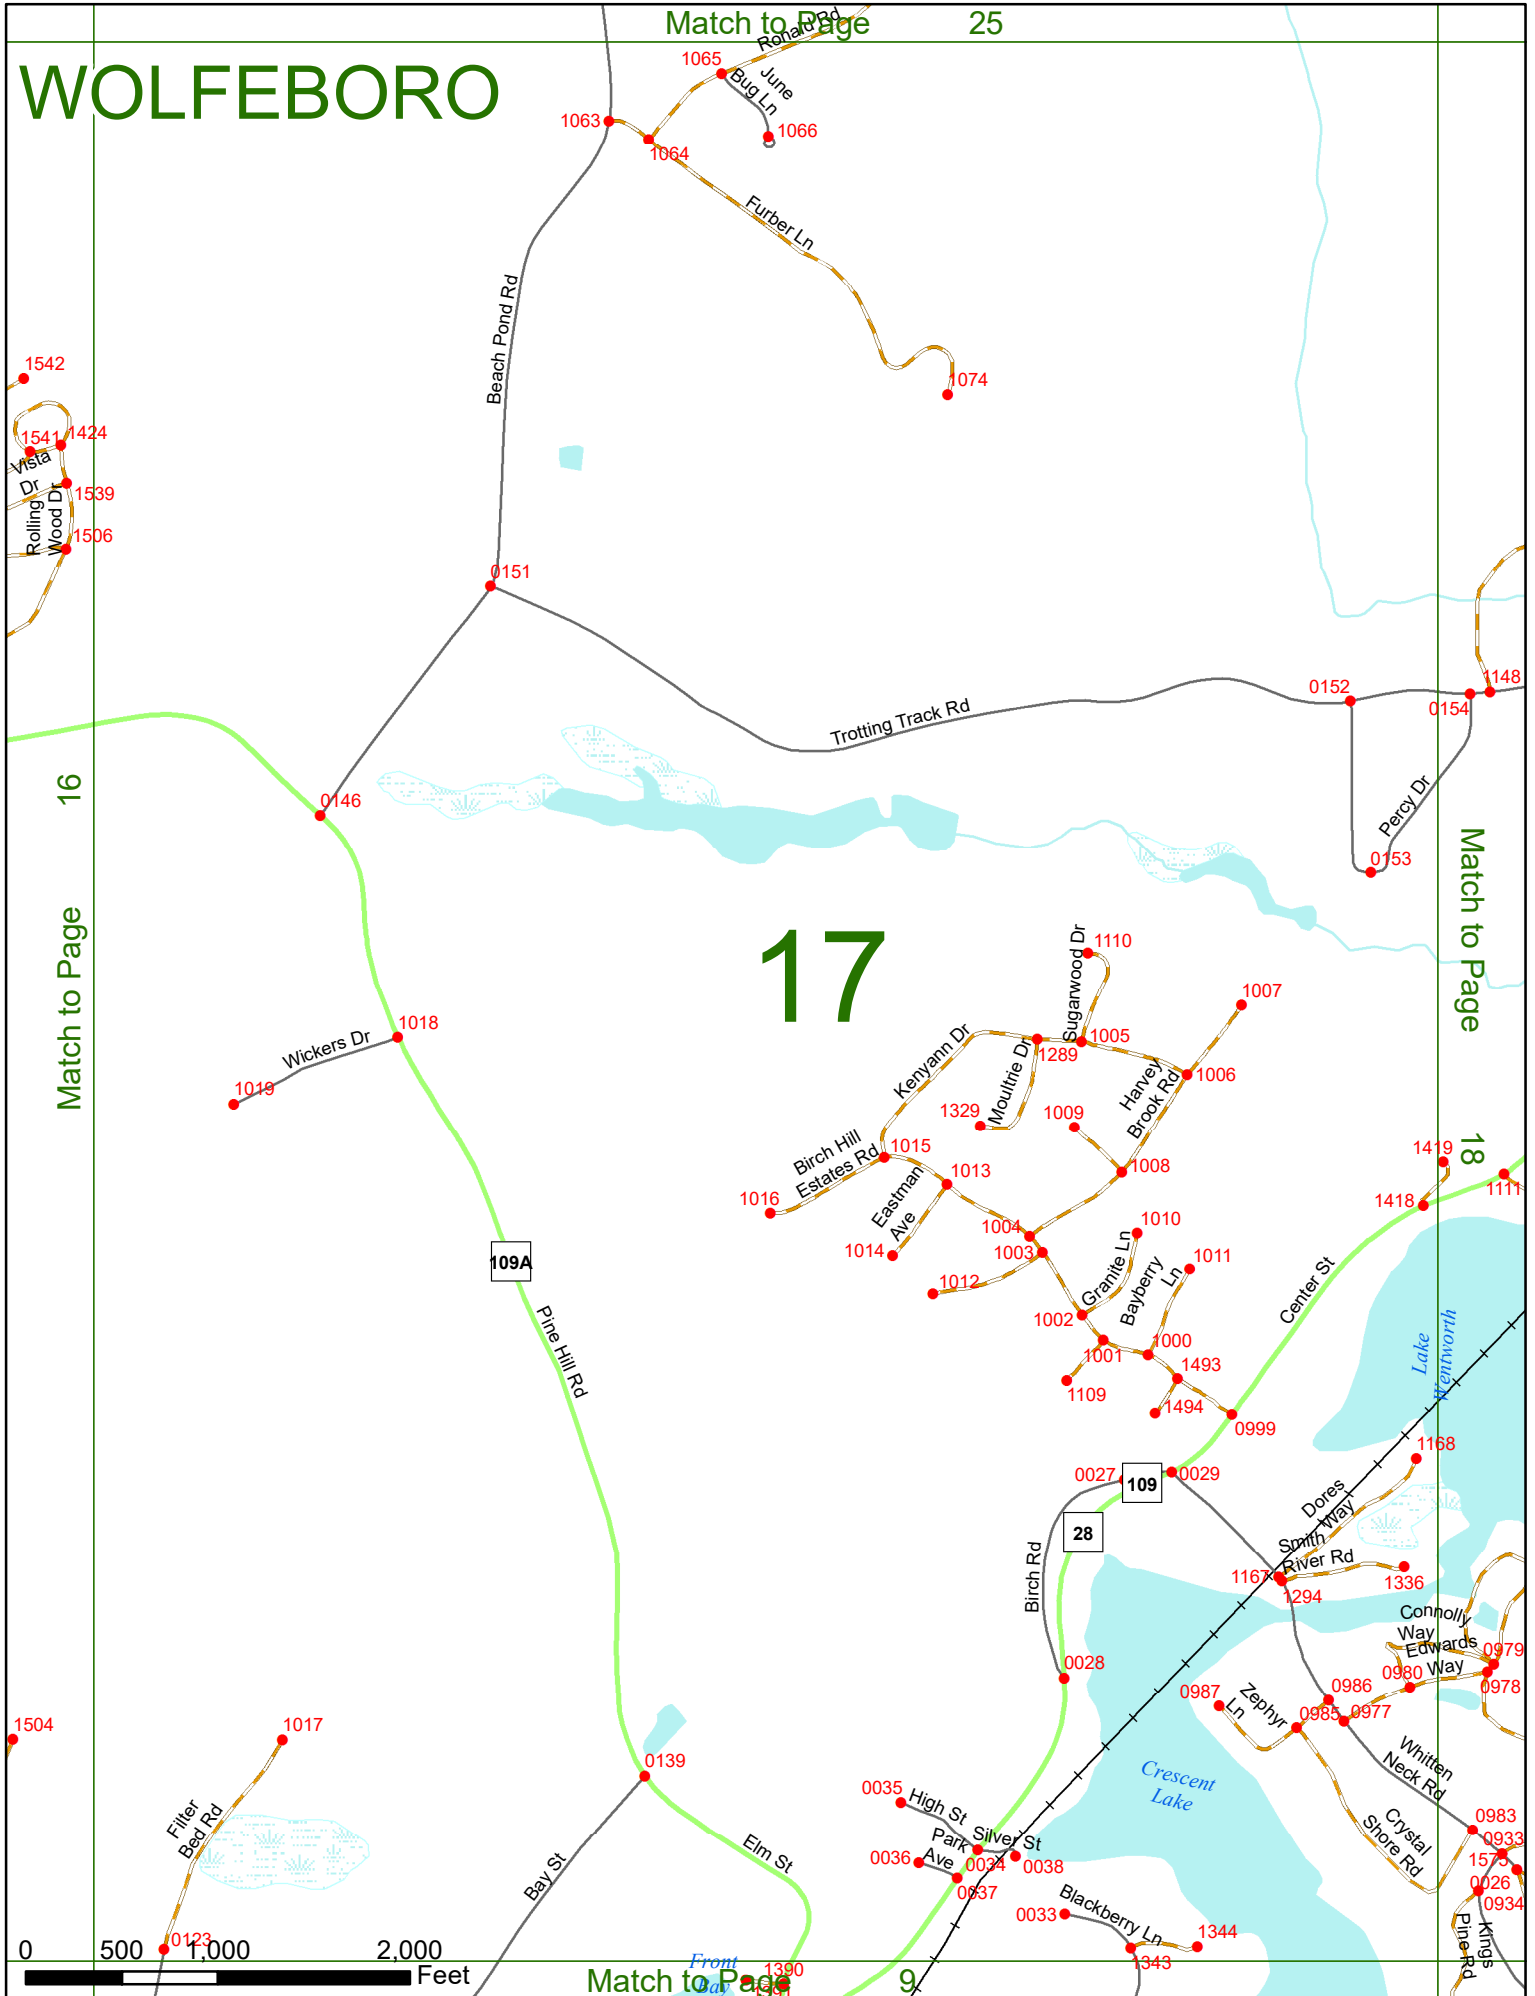 Match to Page 25
WOLFEBORO
Ronald Rd
1065
June
Bug Ln
1063
1066
1064
Furber Ln
Beach Pond Rd
1542
1074
1541
1424
Vista
Dr
1539
Rolling
Wood Dr
1506
0151
1148
0152
0154
Trotting Track Rd
16
Match to Page
0146
Percy Dr
0153
Match to Page
18
17
1110
Sugarwood Dr
1007
1018
Wickers Dr
1019
Kenyann Dr
1289
1005
Moultrie Dr
1006
Harvey
Brook Rd
1329
1009
Birch Hill
Estates Rd
1015
1013
1008
1419
1016
Eastman
Ave
1418
1111
1004
1010
1014
1003
Granite Ln
1011
Bayberry
Ln
109A
1012
Center St
1002
Pine Hill Rd
1001
1000
Lake
Wentworth
1493
1109
1494
0999
1168
0027
109
0029
Dores
Smith Way
28
Birch Rd
River Rd
1167
1294
1336
Connolly
Way
Edwards
Way
0979
0028
0980
0978
0987
Zephyr
Ln
0986
0985
0977
1504
1017
0139
Whitten
Neck Rd
Crescent
Lake
0035
High St
Filter
Bed Rd
Elm St
Park
Ave
Silver St
Crystal
Shore Rd
0983
0933
1573
0036
0034
0038
Bay St
0037
0026
0934
0033
Blackberry Ln
1344
1343
Kings
Pine Rd
0123
0 500 1,000 2,000
Feet
Front
Bay
1390
1391
Match to Page 9